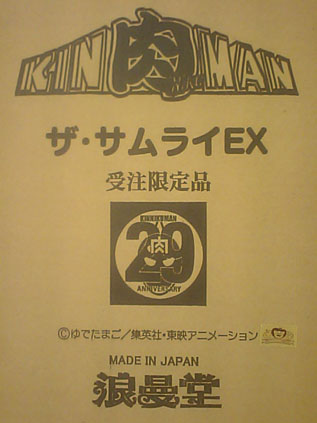 KIN肉MAN
ザ・サムライEX
受注限定品
KINNIKUMAN
29
肉
ANNIVERSARY
©ゆでたまご/集英社・東映アニメーション
MADE IN JAPAN
浪曼堂